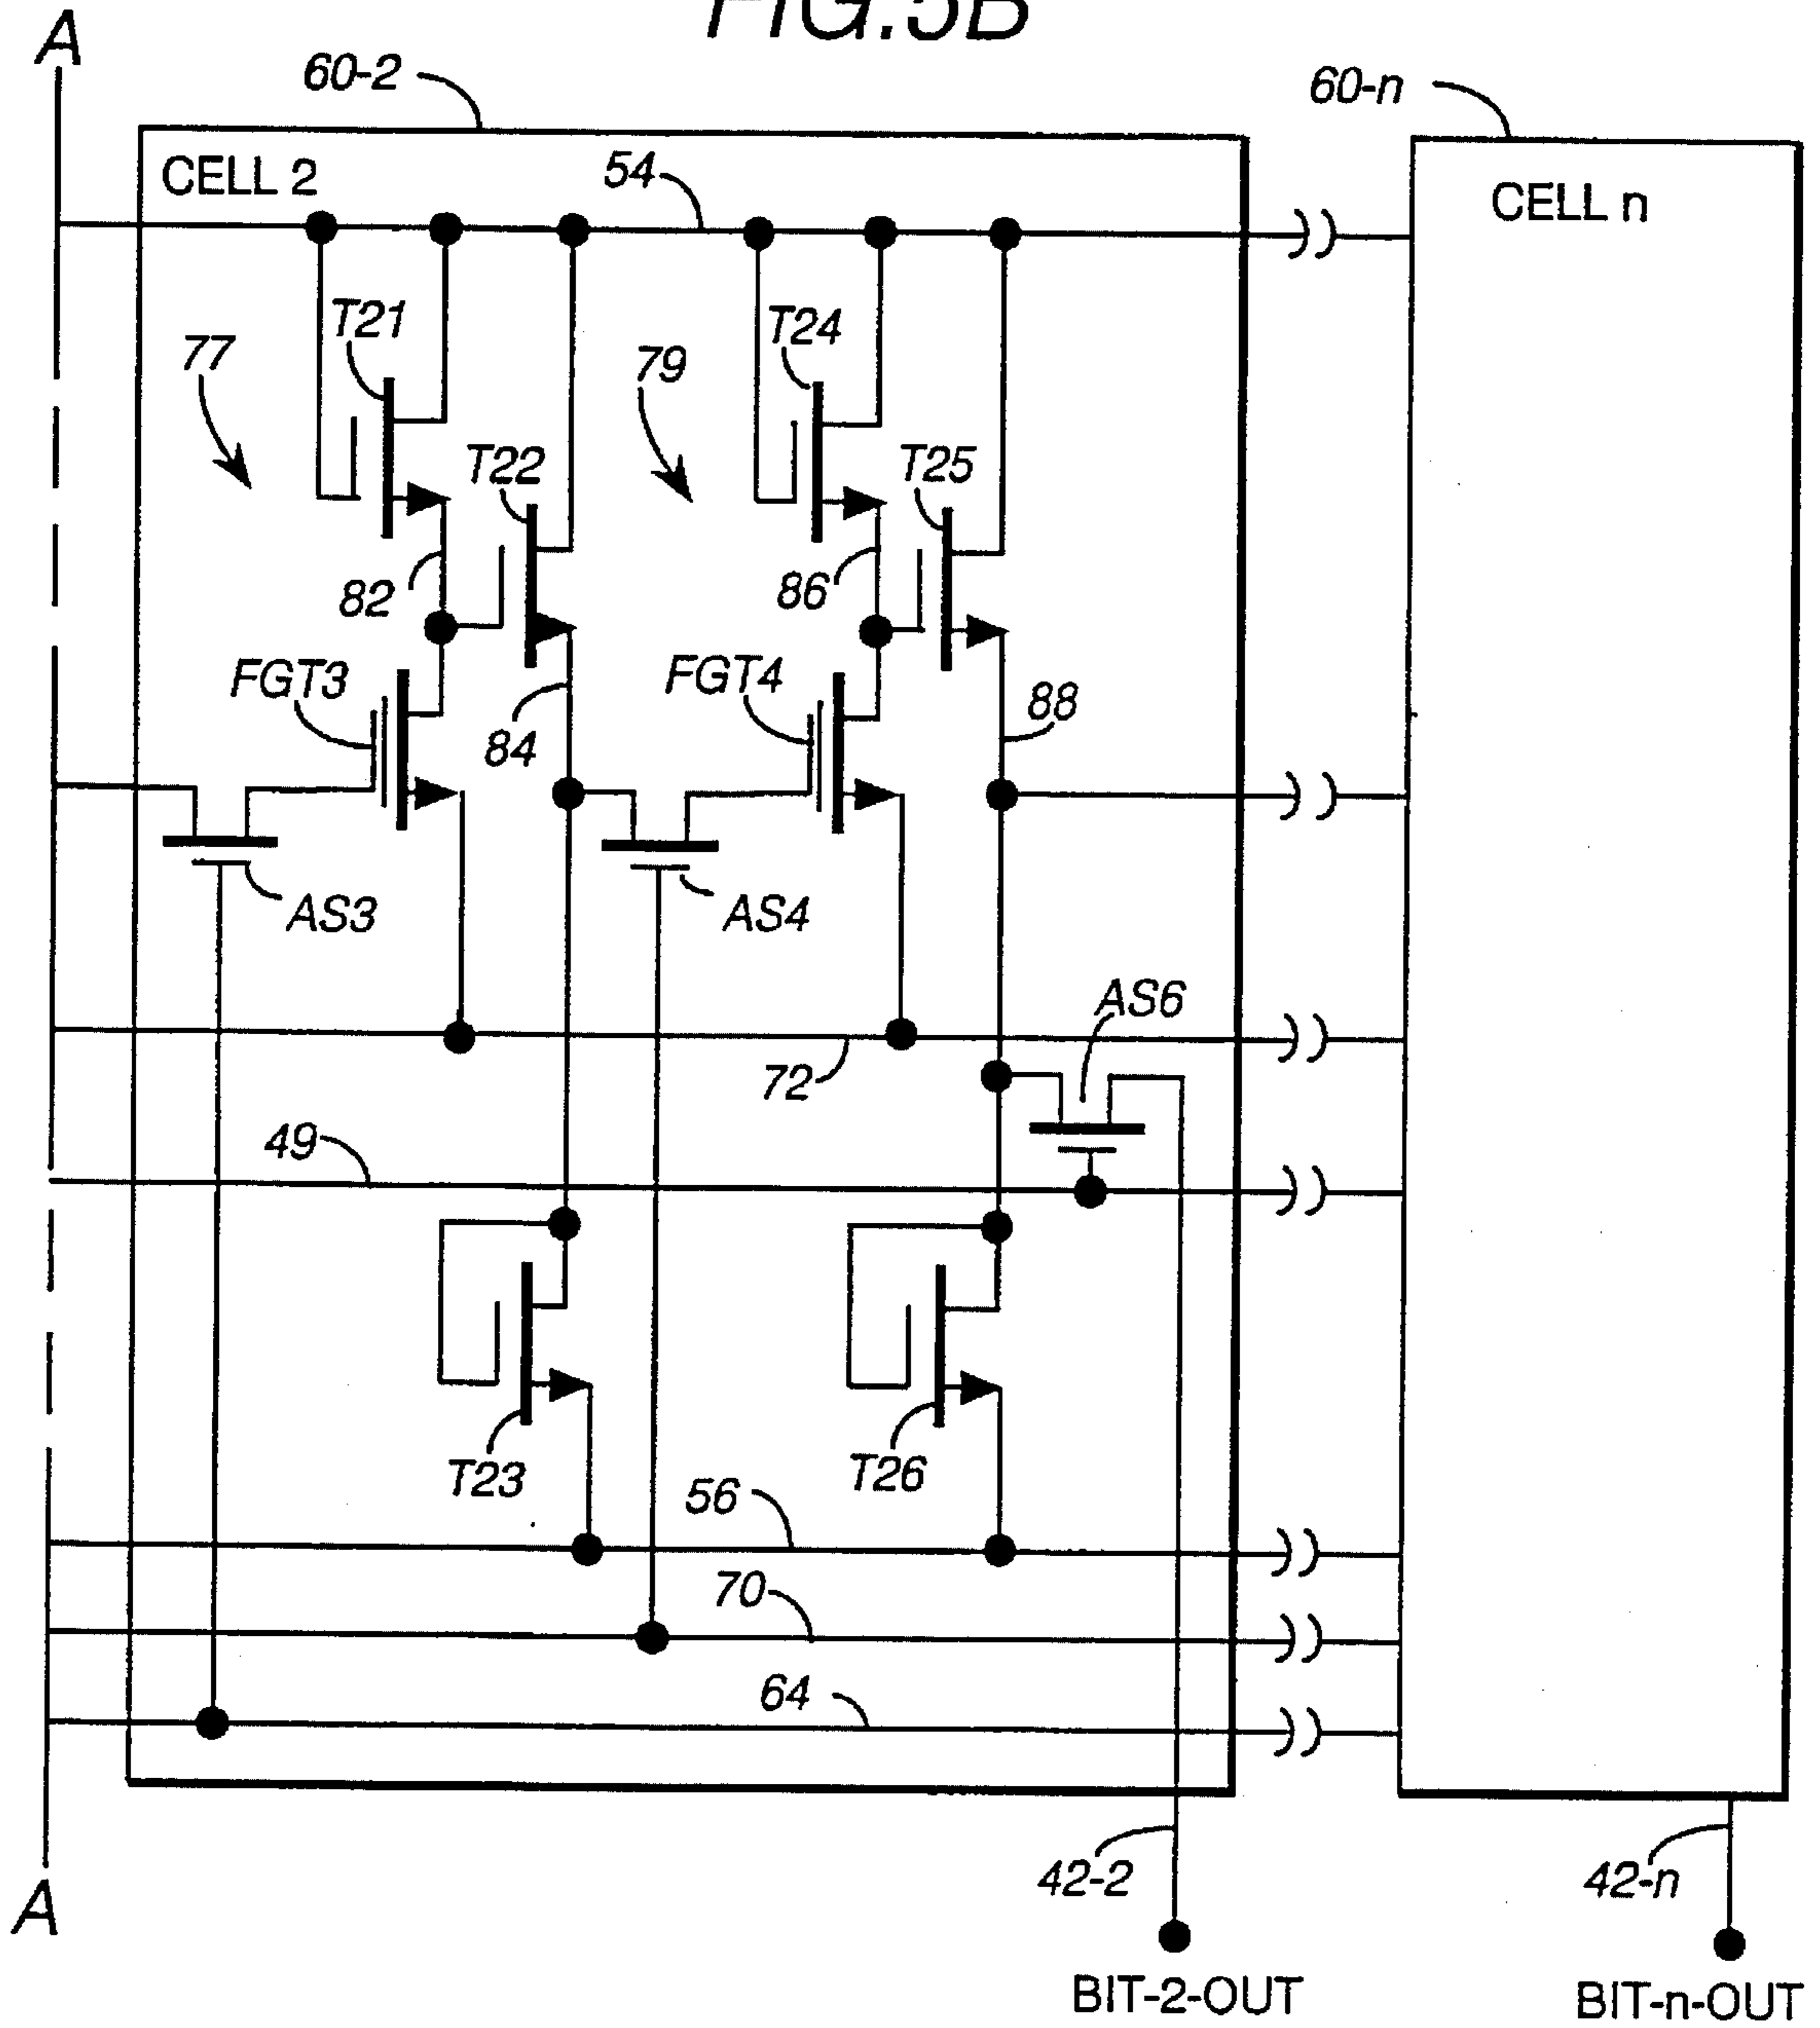 FIG.5B
A
60-2
60-n
CELL 2
54
CELL n
T21
T24
77
79
T22
T25
82
86
FGT3
FGT4
88
84
AS3
AS4
AS6
72
49
T23
T26
56
70
64
42-2
42-n
A
BIT-2-OUT
BIT-n-OUT